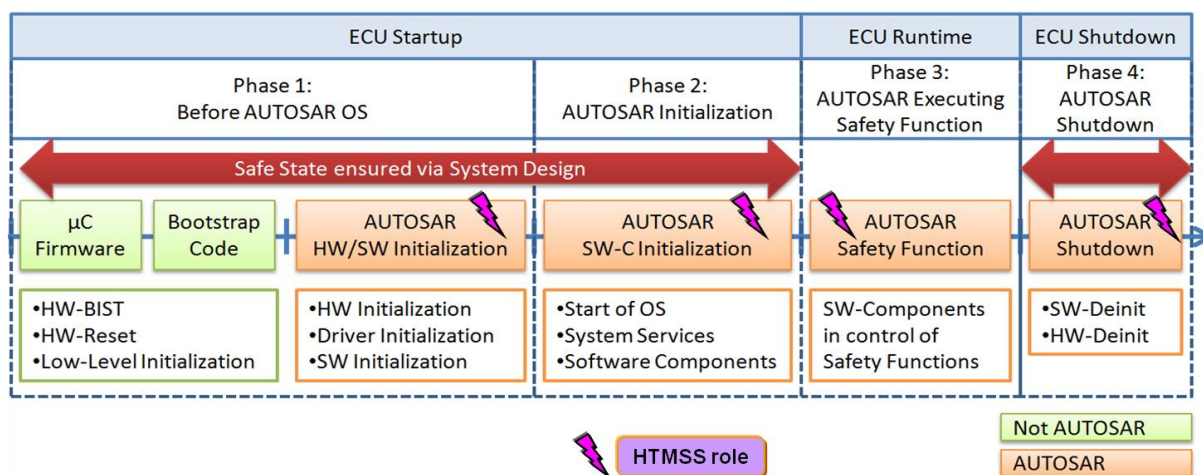 ECU Startup
ECU Runtime
ECU Shutdown
Phase 1:
Before AUTOSAR OS
Phase 2:
AUTOSAR Initialization
Phase 3:
AUTOSAR Executing
Safety Function
Phase 4:
AUTOSAR
Shutdown
Safe State ensured via System Design
µC
Firmware
Bootstrap
Code
AUTOSAR
HW/SW Initialization
AUTOSAR
SW-C Initialization
AUTOSAR
Safety Function
AUTOSAR
Shutdown
•HW-BIST
•HW-Reset
•Low-Level Initialization
•HW Initialization
•Driver Initialization
•SW Initialization
•Start of OS
•System Services
•Software Components
SW-Components
in control of
Safety Functions
•SW-Deinit
•HW-Deinit
HTMSS role
Not AUTOSAR
AUTOSAR